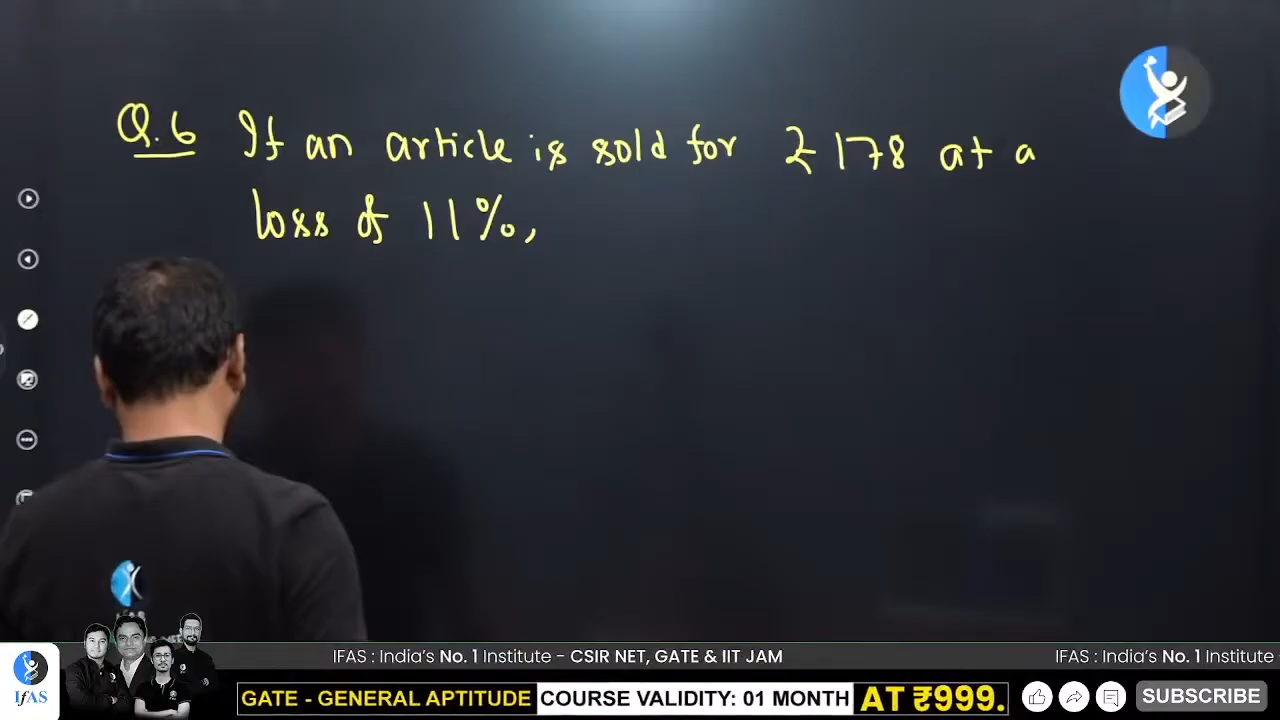 Q.6 If an article is sold for ₹ 178 at a
loss of 11%,
IFAS : India's No. 1 Institute - CSIR NET, GATE & IIT JAM
IFAS : India's No. 1 Institute
IfAS
GATE - GENERAL APTITUDE COURSE VALIDITY: 01 MONTH AT ₹999.
SUBSCRIBE